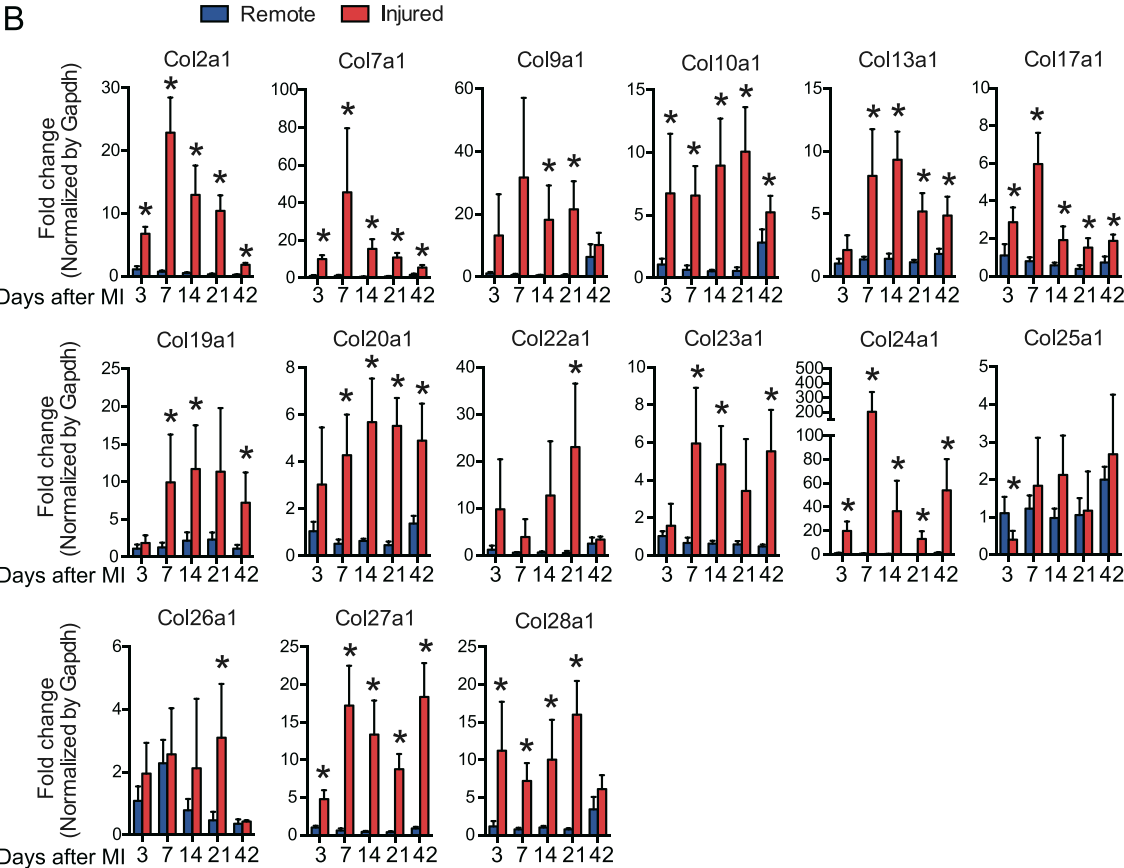 B
Remote Injured
Col2a1 Col7a1 Col9a1 Col10a1 Col13a1 Col17a1
Fold change
(Normalized by Gapdh)
30 100 60 15 15 10
20 80 40 10 10 8
10 60 20 5 5 6
0 40 0 0 0 4
20 2
0 0
* * * * *
* * * * *
* *
* * * * *
* * * *
* * * * *
Days after MI 3 7 14 21 42 3 7 14 21 42 3 7 14 21 42 3 7 14 21 42 3 7 14 21 42 3 7 14 21 42
Col19a1 Col20a1 Col22a1 Col23a1 Col24a1 Col25a1
Fold change
(Normalized by Gapdh)
25 8 40 10 500 5
20 6 30 8 400 4
15 4 20 6 300 3
10 2 10 4 200 2
5 0 0 2 100 1
0 0 80 0
60
40
20
0
* * *
* * * *
*
* * *
* * * * *
*
Days after MI 3 7 14 21 42 3 7 14 21 42 3 7 14 21 42 3 7 14 21 42 3 7 14 21 42 3 7 14 21 42
Col26a1 Col27a1 Col28a1
Fold change
(Normalized by Gapdh)
6 25 25
4 20 20
2 15 15
0 10 10
5 5
0 0
*
* * * * *
* * * *
Days after MI 3 7 14 21 42 3 7 14 21 42 3 7 14 21 42